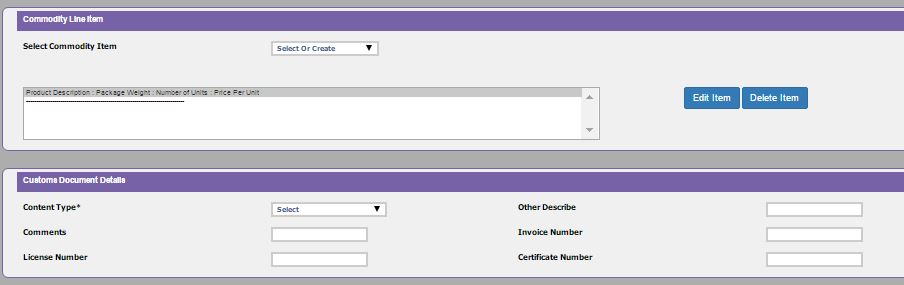 Commodity Line Item
Select Commodity Item
Select Or Create
Product Description : Package Weight : Number of Units : Price Per Unit
Edit Item
Delete Item
Customs Document Details
Content Type*
Select
Other Describe
Comments
Invoice Number
License Number
Certificate Number